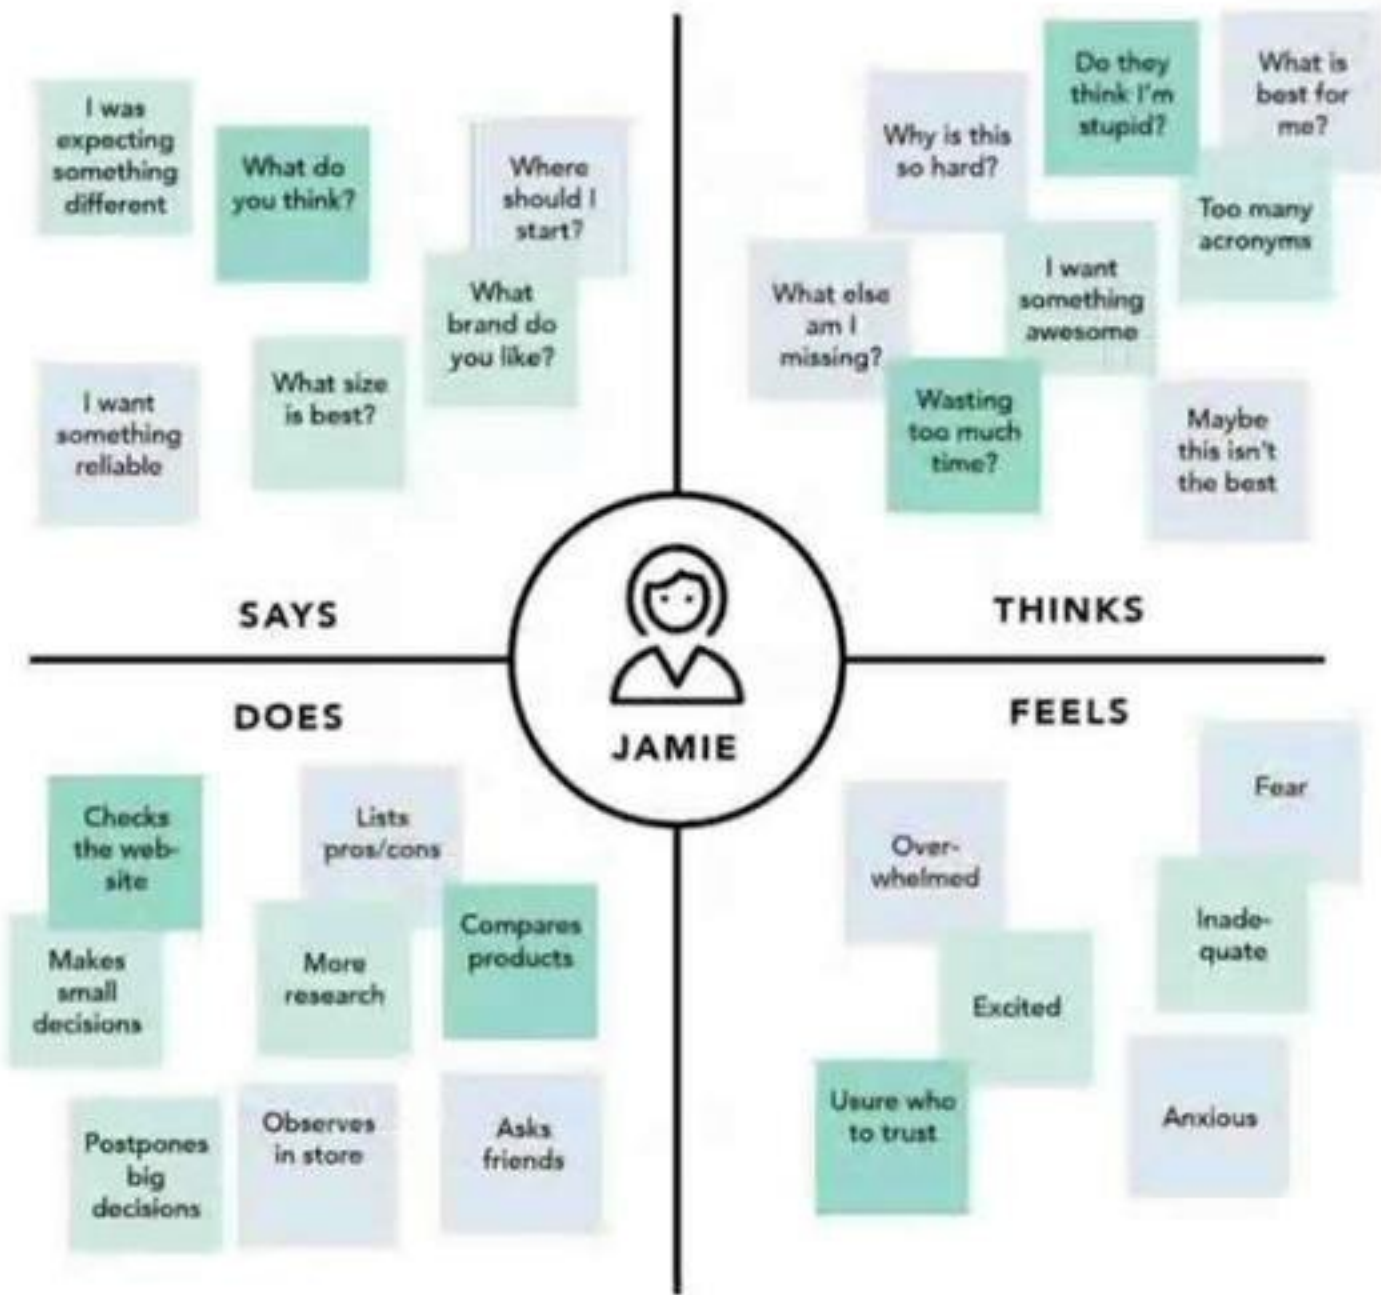 I was
expecting
something
different
What do
you think?
Where
should I
start?
What
brand do
you like?
I want
something
reliable
What size
is best?
SAYS
Why is this
so hard?
Do they
think I'm
stupid?
What is
best for
me?
Too many
acronyms
I want
something
awesome
What else
am I
missing?
Wasting
too much
time?
Maybe
this isn't
the best
THINKS
JAMIE
DOES
Checks
the web-
site
Lists
pros/cons
Makes
small
decisions
More
research
Compares
products
Postpones
big
decisions
Observes
in store
Asks
friends
FEELS
Fear
Over-
whelmed
Inade-
quate
Excited
Usure who
to trust
Anxious